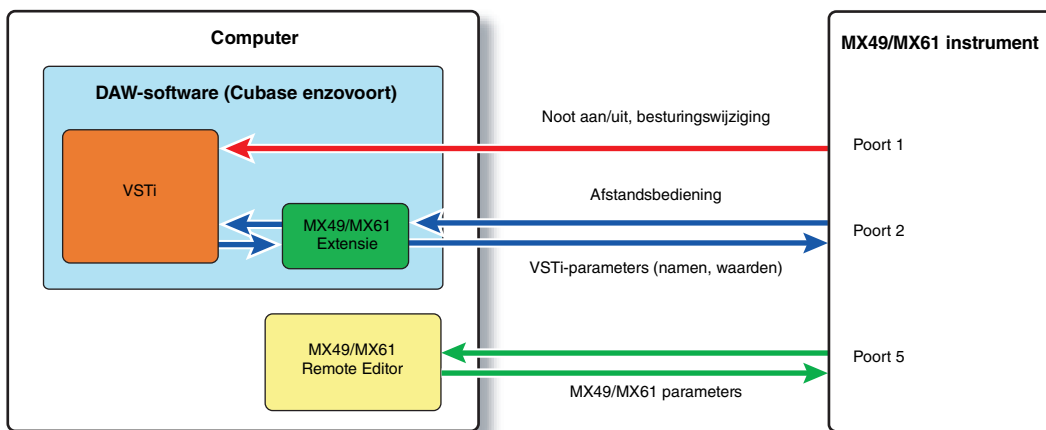 Computer
MX49/MX61 instrument
DAW-software (Cubase enzovoort)
Noot aan/uit, besturingswijziging
Poort 1
VSTi
Afstandsbediening
MX49/MX61
Extensie
Poort 2
VSTi-parameters (namen, waarden)
MX49/MX61
Remote Editor
Poort 5
MX49/MX61 parameters